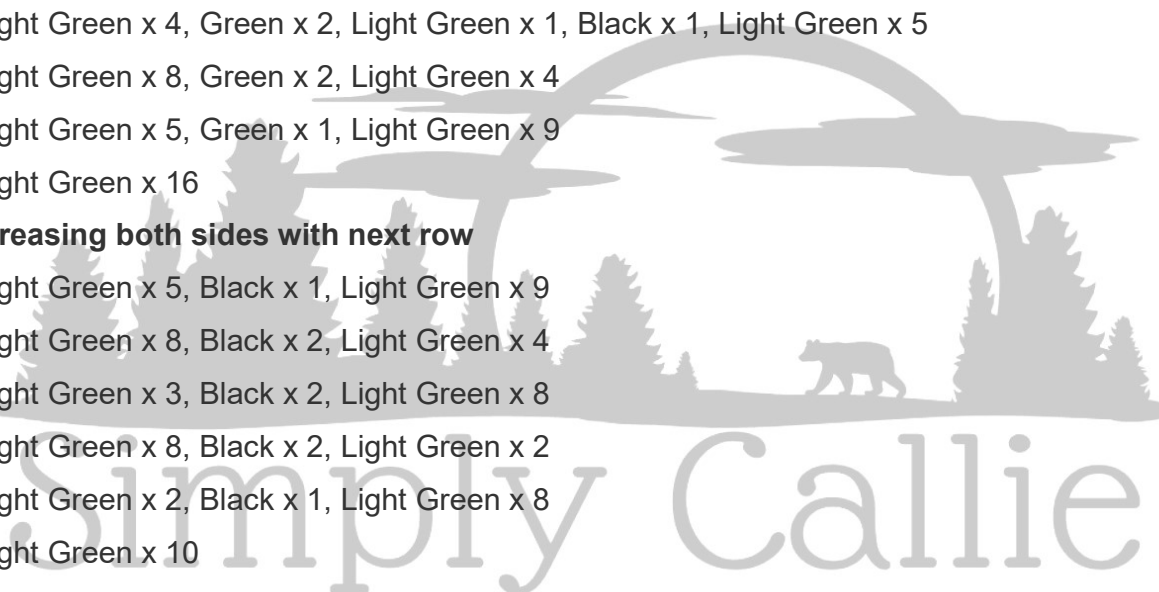 ght Green x 4, Green x 2, Light Green x 1, Black x 1, Light Green x 5
ght Green x 8, Green x 2, Light Green x 4
ght Green x 5, Green x 1, Light Green x 9
ght Green x 16
reasing both sides with next row
ght Green x 5, Black x 1, Light Green x 9
ght Green x 8, Black x 2, Light Green x 4
ght Green x 3, Black x 2, Light Green x 8
ght Green x 8, Black x 2, Light Green x 2
ght Green x 2, Black x 1, Light Green x 8
ght Green x 10
Simply Callie